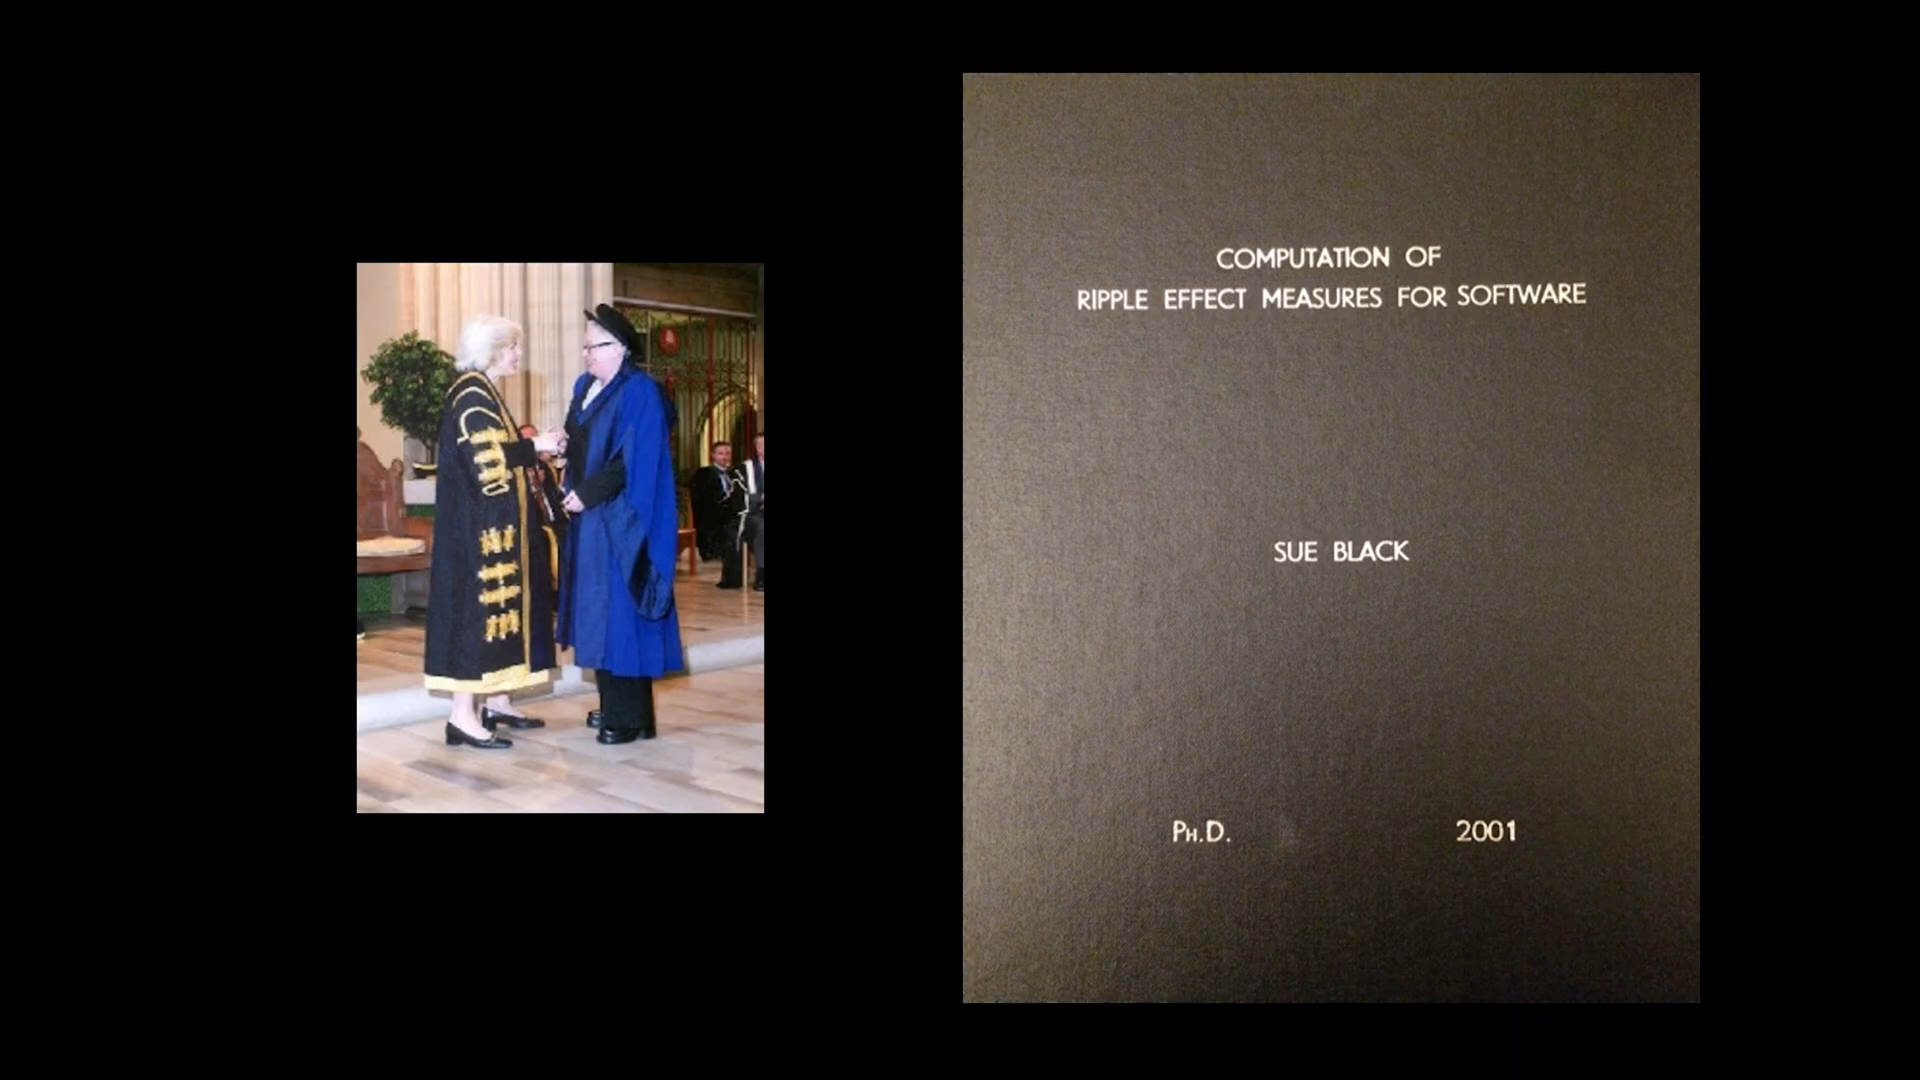 COMPUTATION OF
RIPPLE EFFECT MEASURES FOR SOFTWARE
SUE BLACK
PH.D. 2001